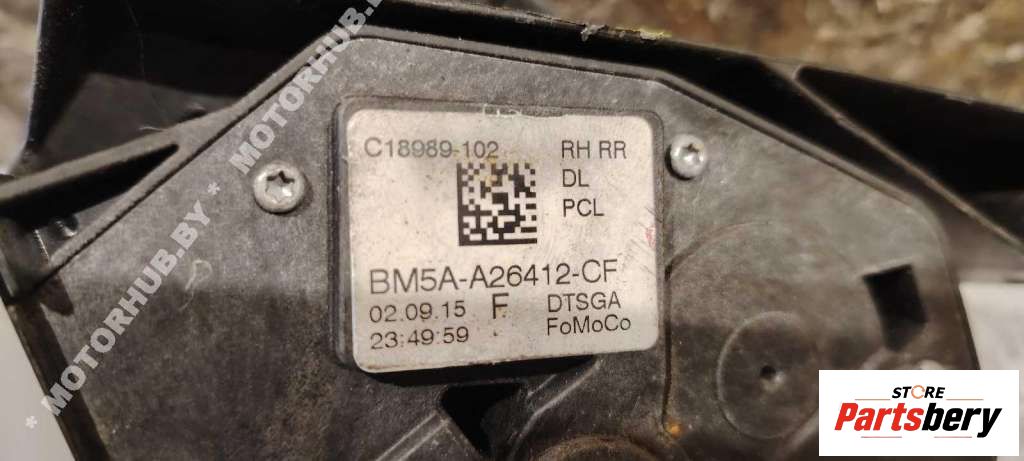 * MOTORHUB.BY * MOTORHUB.BY *
C18989-102 RH RR
DL
PCL
BM5A-A26412-CF
02.09.15 F DTSGA
23:49:59 FoMoCo
STORE
Partsbery